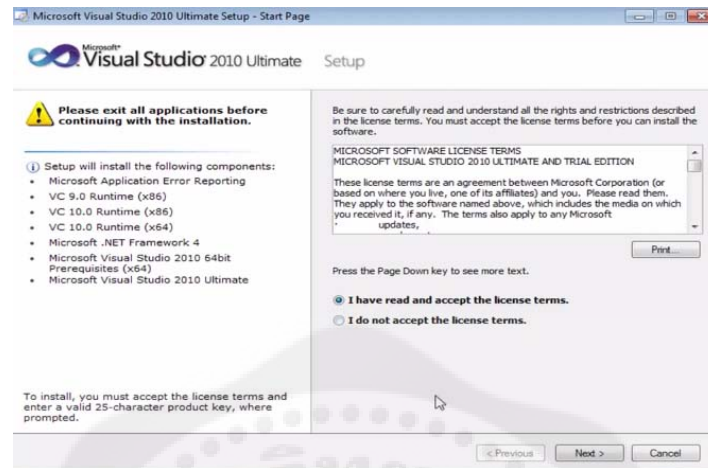 Microsoft Visual Studio 2010 Ultimate Setup - Start Page
Microsoft
Visual Studio 2010 Ultimate Setup
Please exit all applications before
continuing with the installation.
Setup will install the following components:
Microsoft Application Error Reporting
VC 9.0 Runtime (x86)
VC 10.0 Runtime (x86)
VC 10.0 Runtime (x64)
Microsoft .NET Framework 4
Microsoft Visual Studio 2010 64bit
Prerequisites (x64)
Microsoft Visual Studio 2010 Ultimate
To install, you must accept the license terms and
enter a valid 25-character product key, where
prompted.
Be sure to carefully read and understand all the rights and restrictions described
in the license terms. You must accept the license terms before you can install the
software.
MICROSOFT SOFTWARE LICENSE TERMS
MICROSOFT VISUAL STUDIO 2010 ULTIMATE AND TRIAL EDITION
These license terms are an agreement between Microsoft Corporation (or
based on where you live, one of its affiliates) and you. Please read them.
They apply to the software named above, which includes the media on which
you received it, if any. The terms also apply to any Microsoft
updates,
Print...
Press the Page Down key to see more text.
I have read and accept the license terms.
I do not accept the license terms.
< Previous
Next >
Cancel